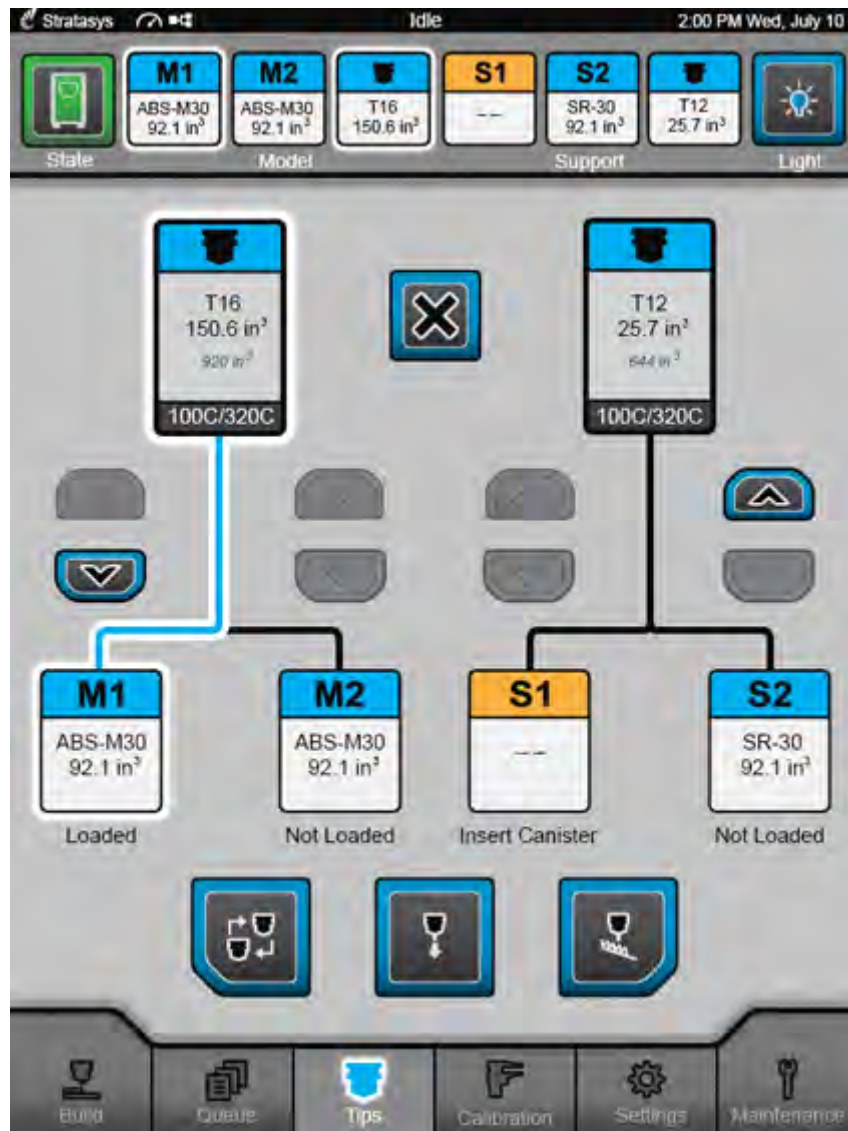 Stratasys
Idle
2:00 PM Wed, July 10
M1
ABS-M30
92.1 in³
M2
ABS-M30
92.1 in³
T16
150.6 in³
S1
--
S2
SR-30
92.1 in³
T12
25.7 in³
State
Model
Support
Light
T16
150.6 in³
920 in³
100C/320C
T12
25.7 in³
644 in³
100C/320C
M1
ABS-M30
92.1 in³
Loaded
M2
ABS-M30
92.1 in³
Not Loaded
S1
--
Insert Canister
S2
SR-30
92.1 in³
Not Loaded
Build
Queue
Tips
Calibration
Settings
Maintenance